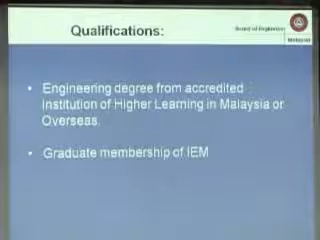 Qualifications:
Board of Engineers
Malaysia
• Engineering degree from accredited
Institution of Higher Learning in Malaysia or
Overseas.
• Graduate membership of IEM